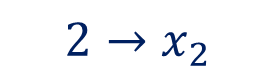 2 → x₂